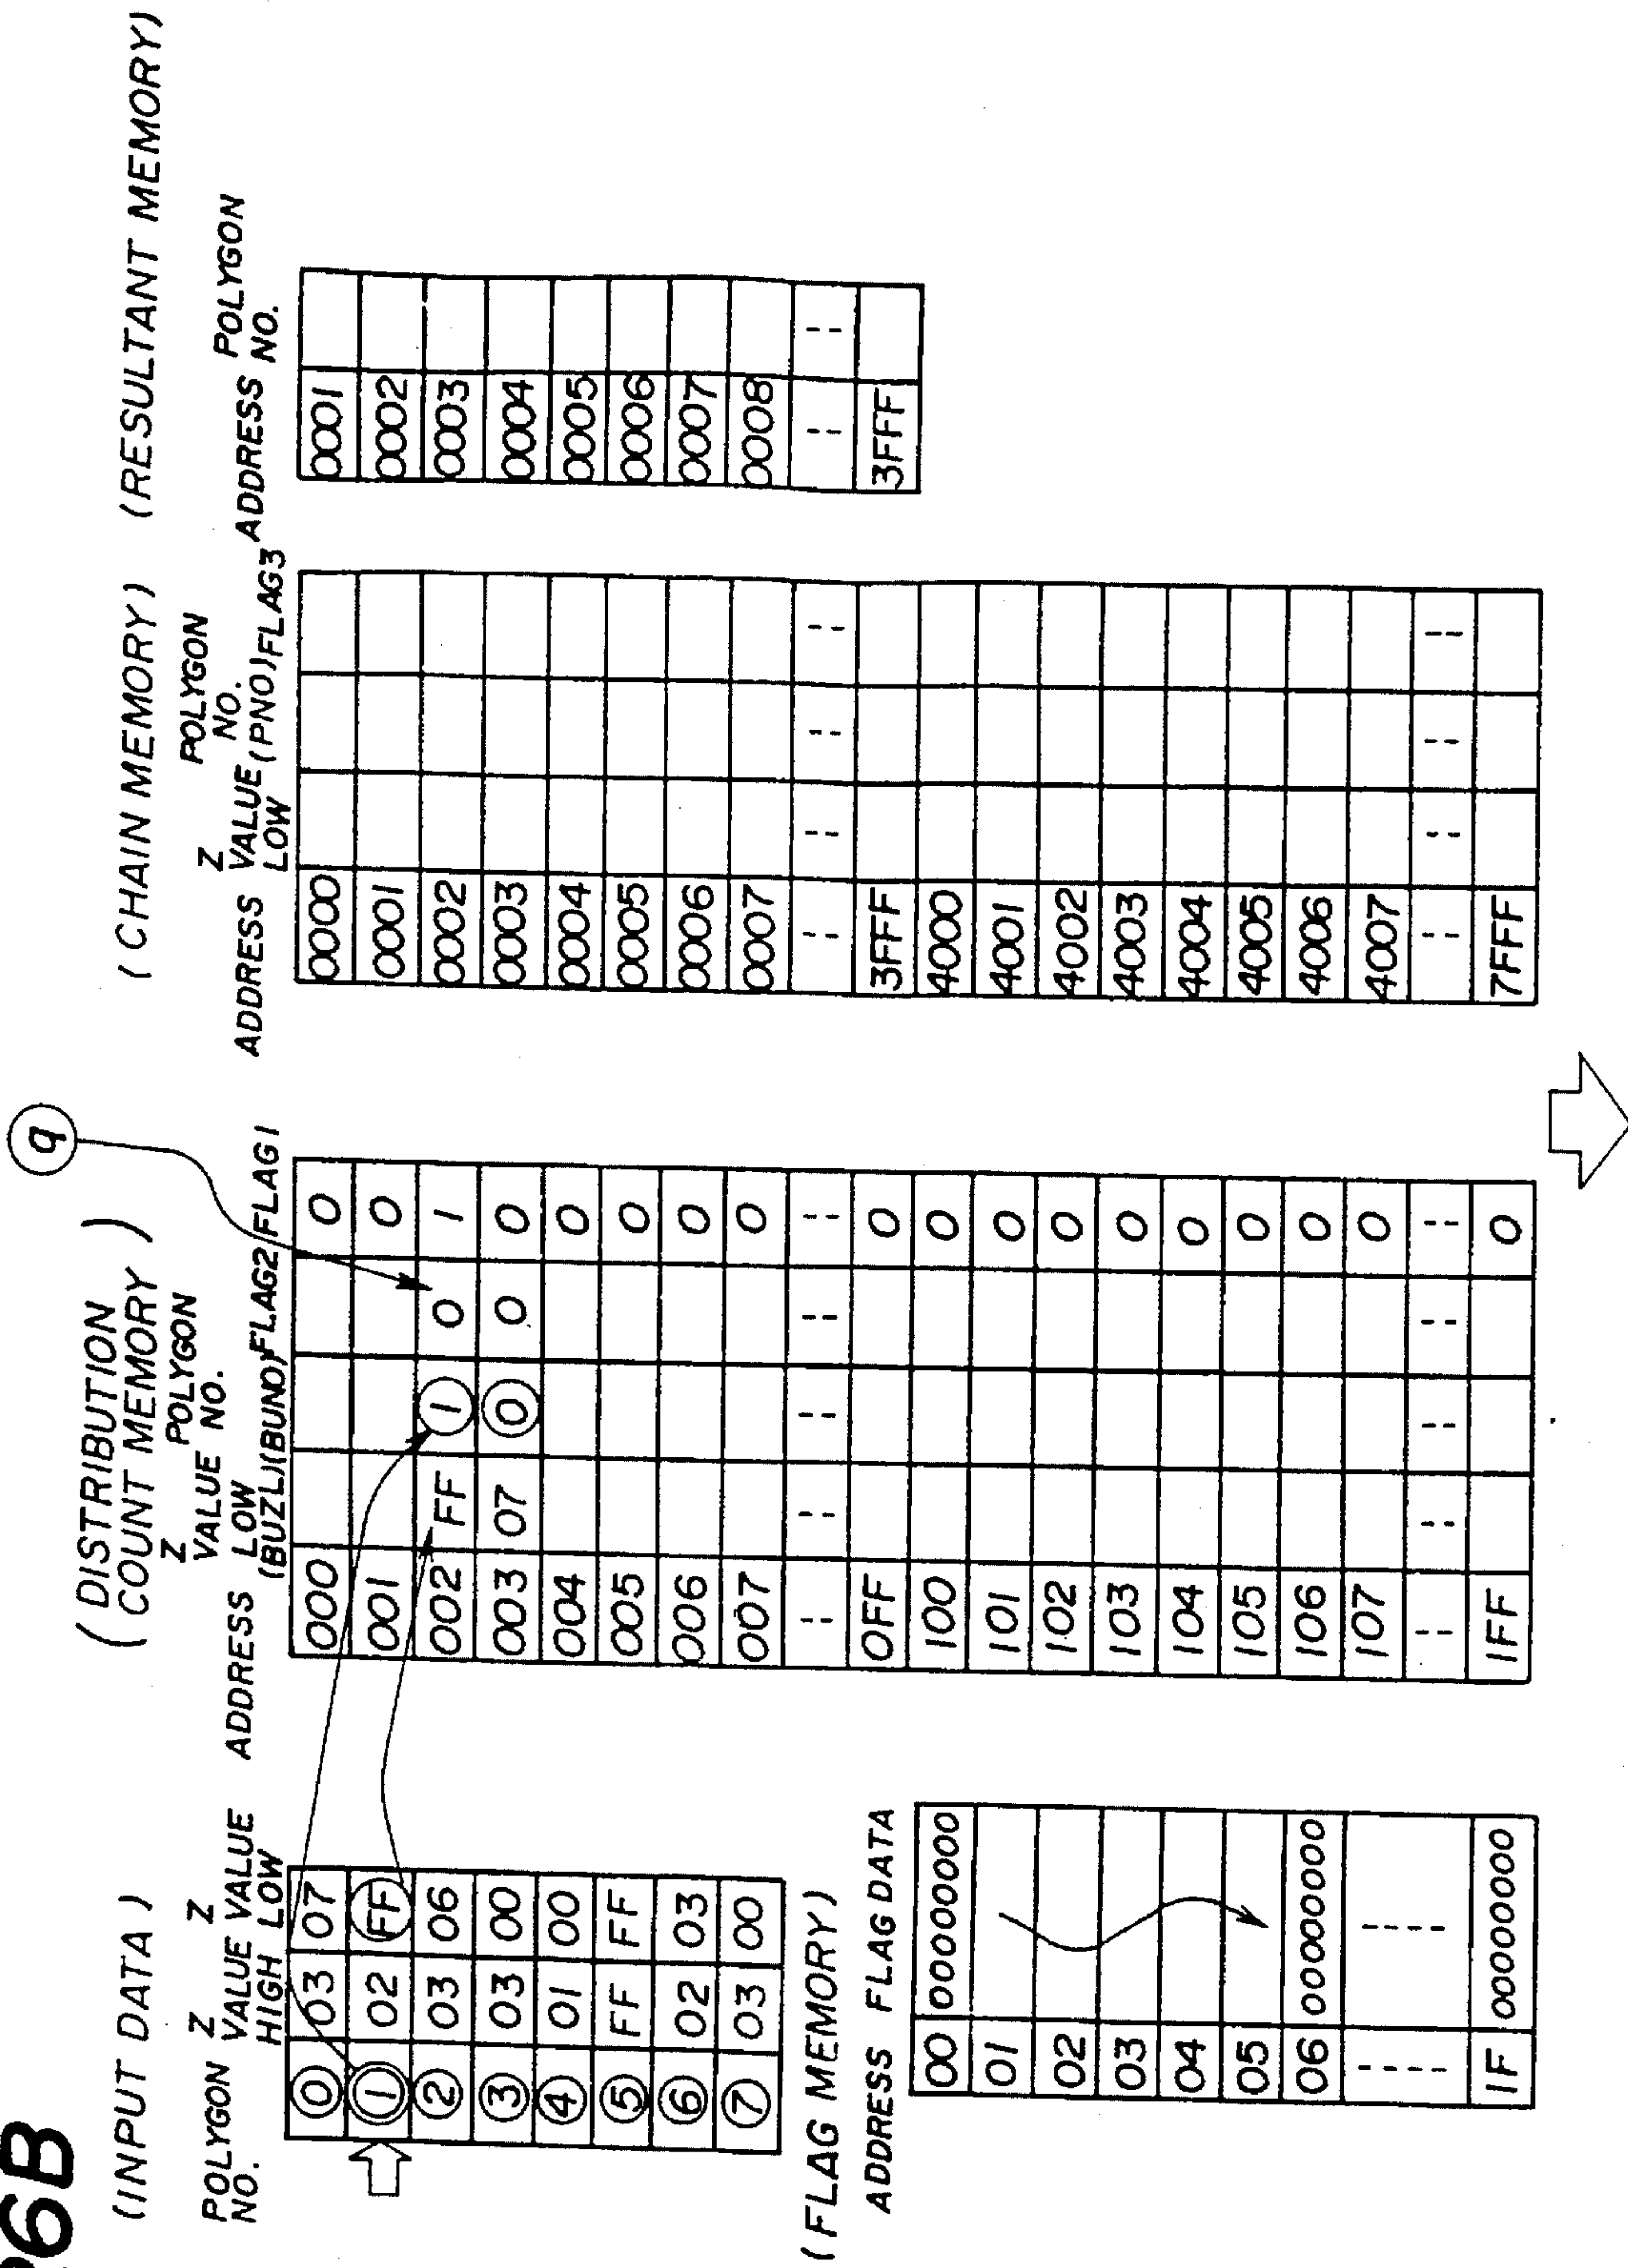 6B
(INPUT DATA)
POLYGON NO.
Z VALUE HIGH
Z VALUE LOW
⓪ 03 07
① 02 FF
② 03 06
③ 03 00
④ 01 00
⑤ FF FF
⑥ 02 03
⑦ 03 00
(FLAG MEMORY)
ADDRESS FLAG DATA
00 00000000
01
02
03
04
05
06 00000000
---- ----
1F 00000000
(DISTRIBUTION
COUNT MEMORY)
ADDRESS
Z VALUE LOW (BUZL)
POLYGON NO. (BUNO)
FLAG2
FLAG1
000 0
001 0
002 FF ① 0 1
003 07 ⓪ 0 0
004 0
005 0
006 0
007 0
-- -- -- -- --
0FF 0
100 0
101 0
102 0
103 0
104 0
105 0
106 0
107 0
-- -- -- -- --
1FF 0
(CHAIN MEMORY)
ADDRESS
Z VALUE LOW
POLYGON NO. (PNO)
FLAG3
0000
0001
0002
0003
0004
0005
0006
0007
-- -- -- --
3FFF
4000
4001
4002
4003
4004
4005
4006
4007
-- -- -- --
7FFF
(RESULTANT MEMORY)
ADDRESS
POLYGON NO.
0001
0002
0003
0004
0005
0006
0007
0008
-- --
3FFF